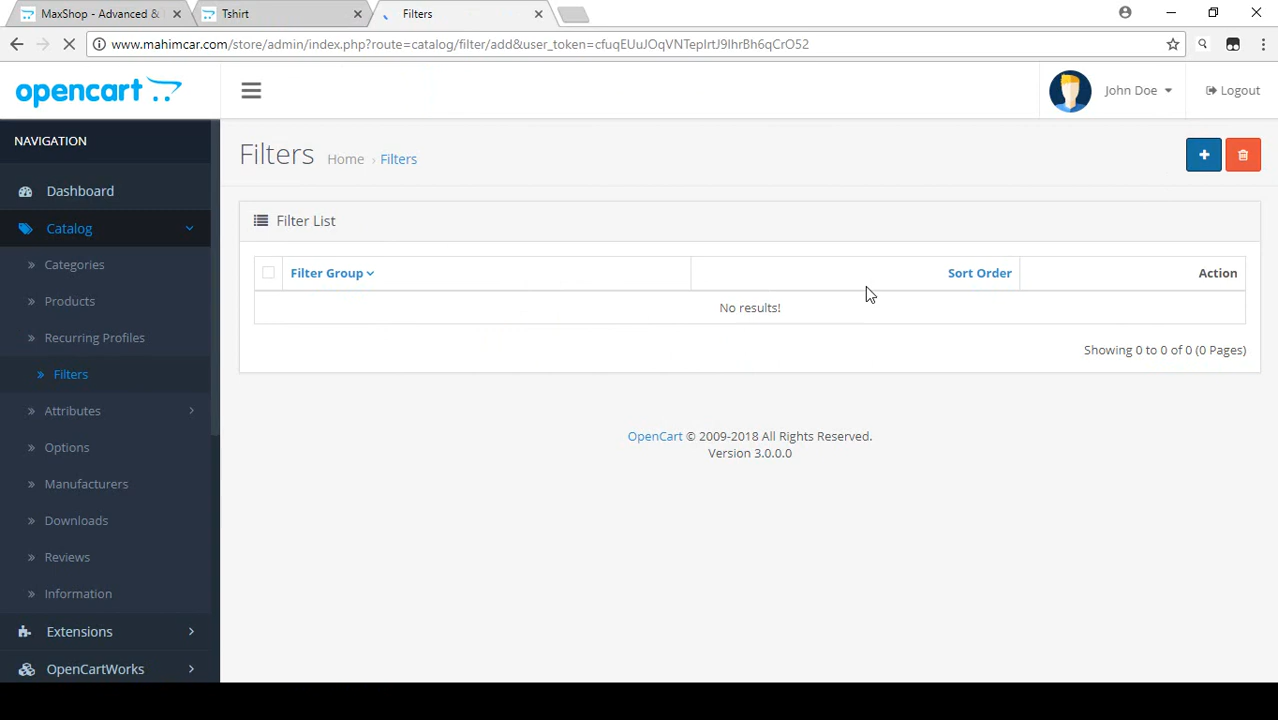 MaxShop - Advanced &
Tshirt
Filters
www.mahimcar.com/store/admin/index.php?route=catalog/filter/add&user_token=cfuqEUuJOqVNTepIrtJ9IhrBh6qCrO52
opencart
John Doe
Logout
NAVIGATION
Dashboard
Catalog
Categories
Products
Recurring Profiles
Filters
Attributes
Options
Manufacturers
Downloads
Reviews
Information
Extensions
OpenCartWorks
Filters Home › Filters
Filter List
Filter Group Sort Order Action
No results!
Showing 0 to 0 of 0 (0 Pages)
OpenCart © 2009-2018 All Rights Reserved.
Version 3.0.0.0